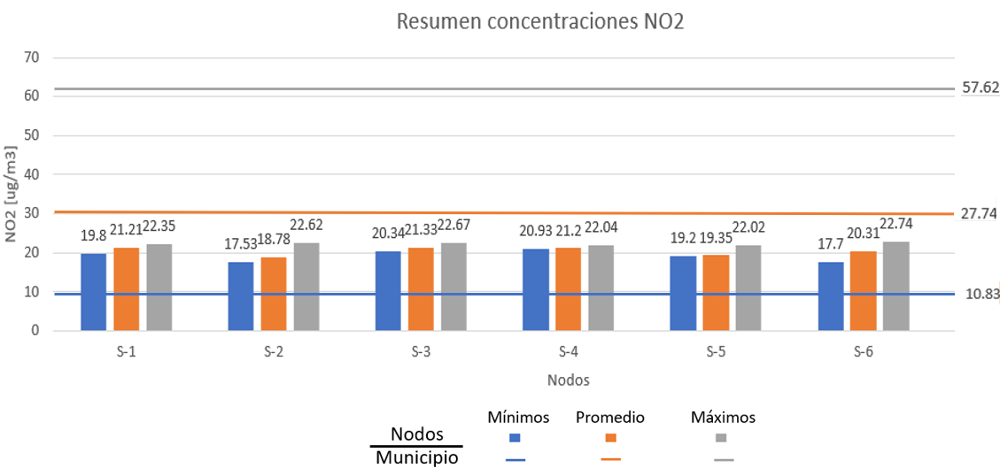 Resumen concentraciones NO2
NO2 [ug/m3]
70
60
50
40
30
20
10
0
57.62
27.74
10.83
19.8 21.21 22.35
17.53 18.78 22.62
20.34 21.33 22.67
20.93 21.2 22.04
19.2 19.35 22.02
17.7 20.31 22.74
S-1 S-2 S-3 S-4 S-5 S-6
Nodos
Mínimos Promedio Máximos
Nodos
Municipio